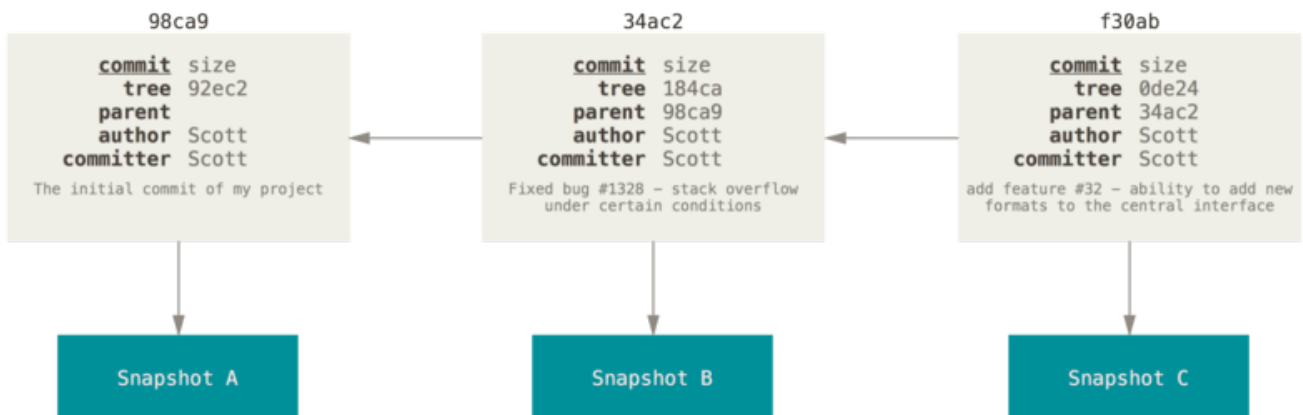 98ca9
commit size
tree 92ec2
parent
author Scott
committer Scott
The initial commit of my project
Snapshot A
34ac2
commit size
tree 184ca
parent 98ca9
author Scott
committer Scott
Fixed bug #1328 – stack overflow
under certain conditions
Snapshot B
f30ab
commit size
tree 0de24
parent 34ac2
author Scott
committer Scott
add feature #32 – ability to add new
formats to the central interface
Snapshot C